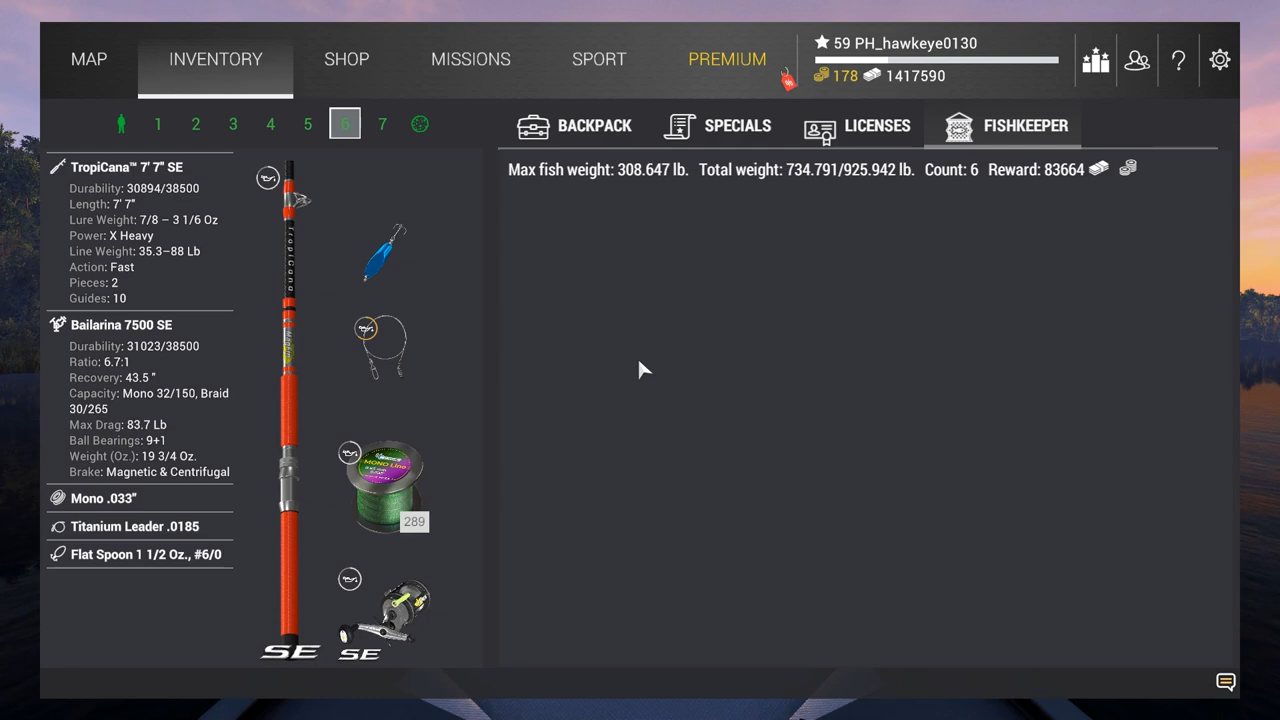 MAP INVENTORY SHOP MISSIONS SPORT PREMIUM
59 PH_hawkeye0130
178 1417590
1 2 3 4 5 6 7
BACKPACK SPECIALS LICENSES FISHKEEPER
Max fish weight: 308.647 lb. Total weight: 734.791/925.942 lb. Count: 6 Reward: 83664
TropiCana™ 7' 7" SE
Durability: 30894/38500
Length: 7' 7"
Lure Weight: 7/8 – 3 1/6 Oz
Power: X Heavy
Line Weight: 35.3–88 Lb
Action: Fast
Pieces: 2
Guides: 10
Bailarina 7500 SE
Durability: 31023/38500
Ratio: 6.7:1
Recovery: 43.5 "
Capacity: Mono 32/150, Braid
30/265
Max Drag: 83.7 Lb
Ball Bearings: 9+1
Weight (Oz.): 19 3/4 Oz.
Brake: Magnetic & Centrifugal
Mono .033"
Titanium Leader .0185
Flat Spoon 1 1/2 Oz., #6/0
TropiCana
MONO Line
289
SE
SE